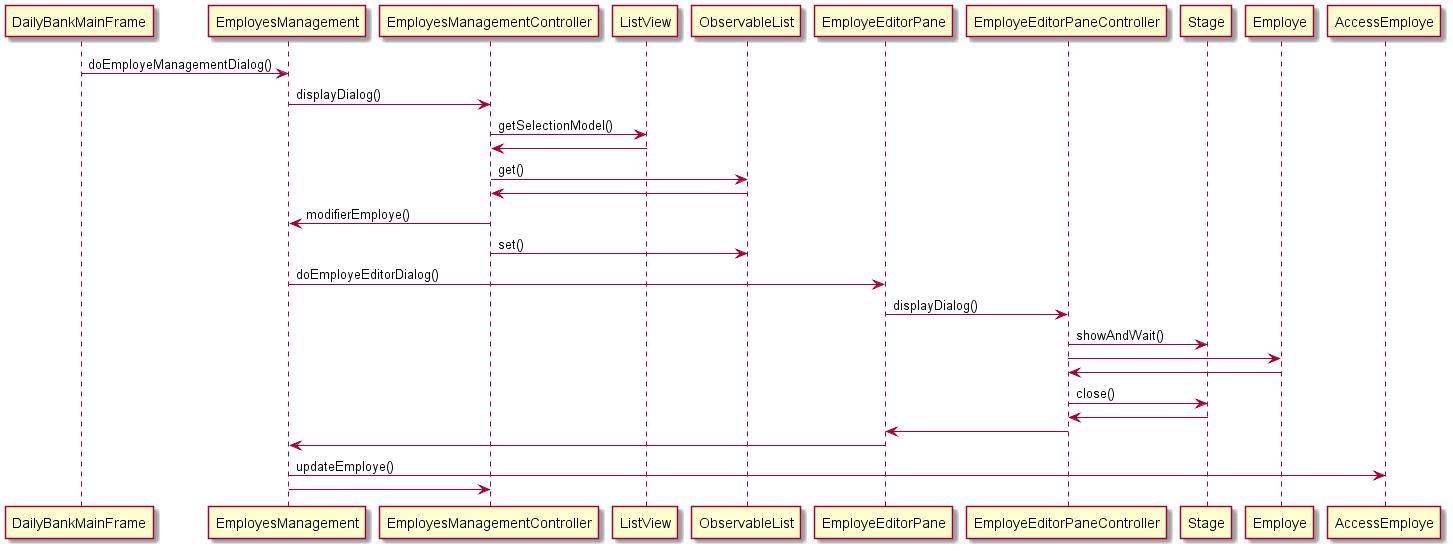 DailyBankMainFrame EmployesManagement EmployesManagementController ListView ObservableList EmployeEditorPane EmployeEditorPaneController Stage Employe AccessEmploye
doEmployeManagementDialog()
displayDialog()
getSelectionModel()
get()
modifierEmploye()
set()
doEmployeEditorDialog()
displayDialog()
showAndWait()
close()
updateEmploye()
DailyBankMainFrame EmployesManagement EmployesManagementController ListView ObservableList EmployeEditorPane EmployeEditorPaneController Stage Employe AccessEmploye